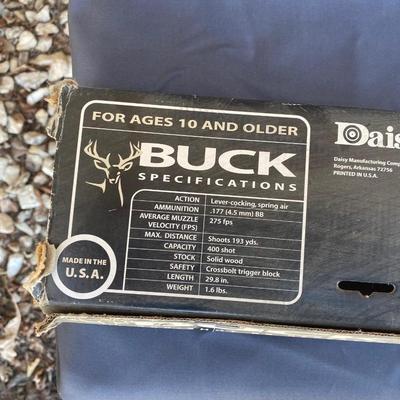 FOR AGES 10 AND OLDER
BUCK
SPECIFICATIONS
ACTION Lever-cocking, spring air
AMMUNITION .177 (4.5 mm) BB
AVERAGE MUZZLE VELOCITY (FPS) 275 fps
MAX. DISTANCE Shoots 193 yds.
CAPACITY 400 shot
STOCK Solid wood
SAFETY Crossbolt trigger block
LENGTH 29.8 in.
WEIGHT 1.6 lbs.
MADE IN THE
U.S.A.
Dais
Daisy Manufacturing Comp
Rogers, Arkansas 72756
PRINTED IN U.S.A.